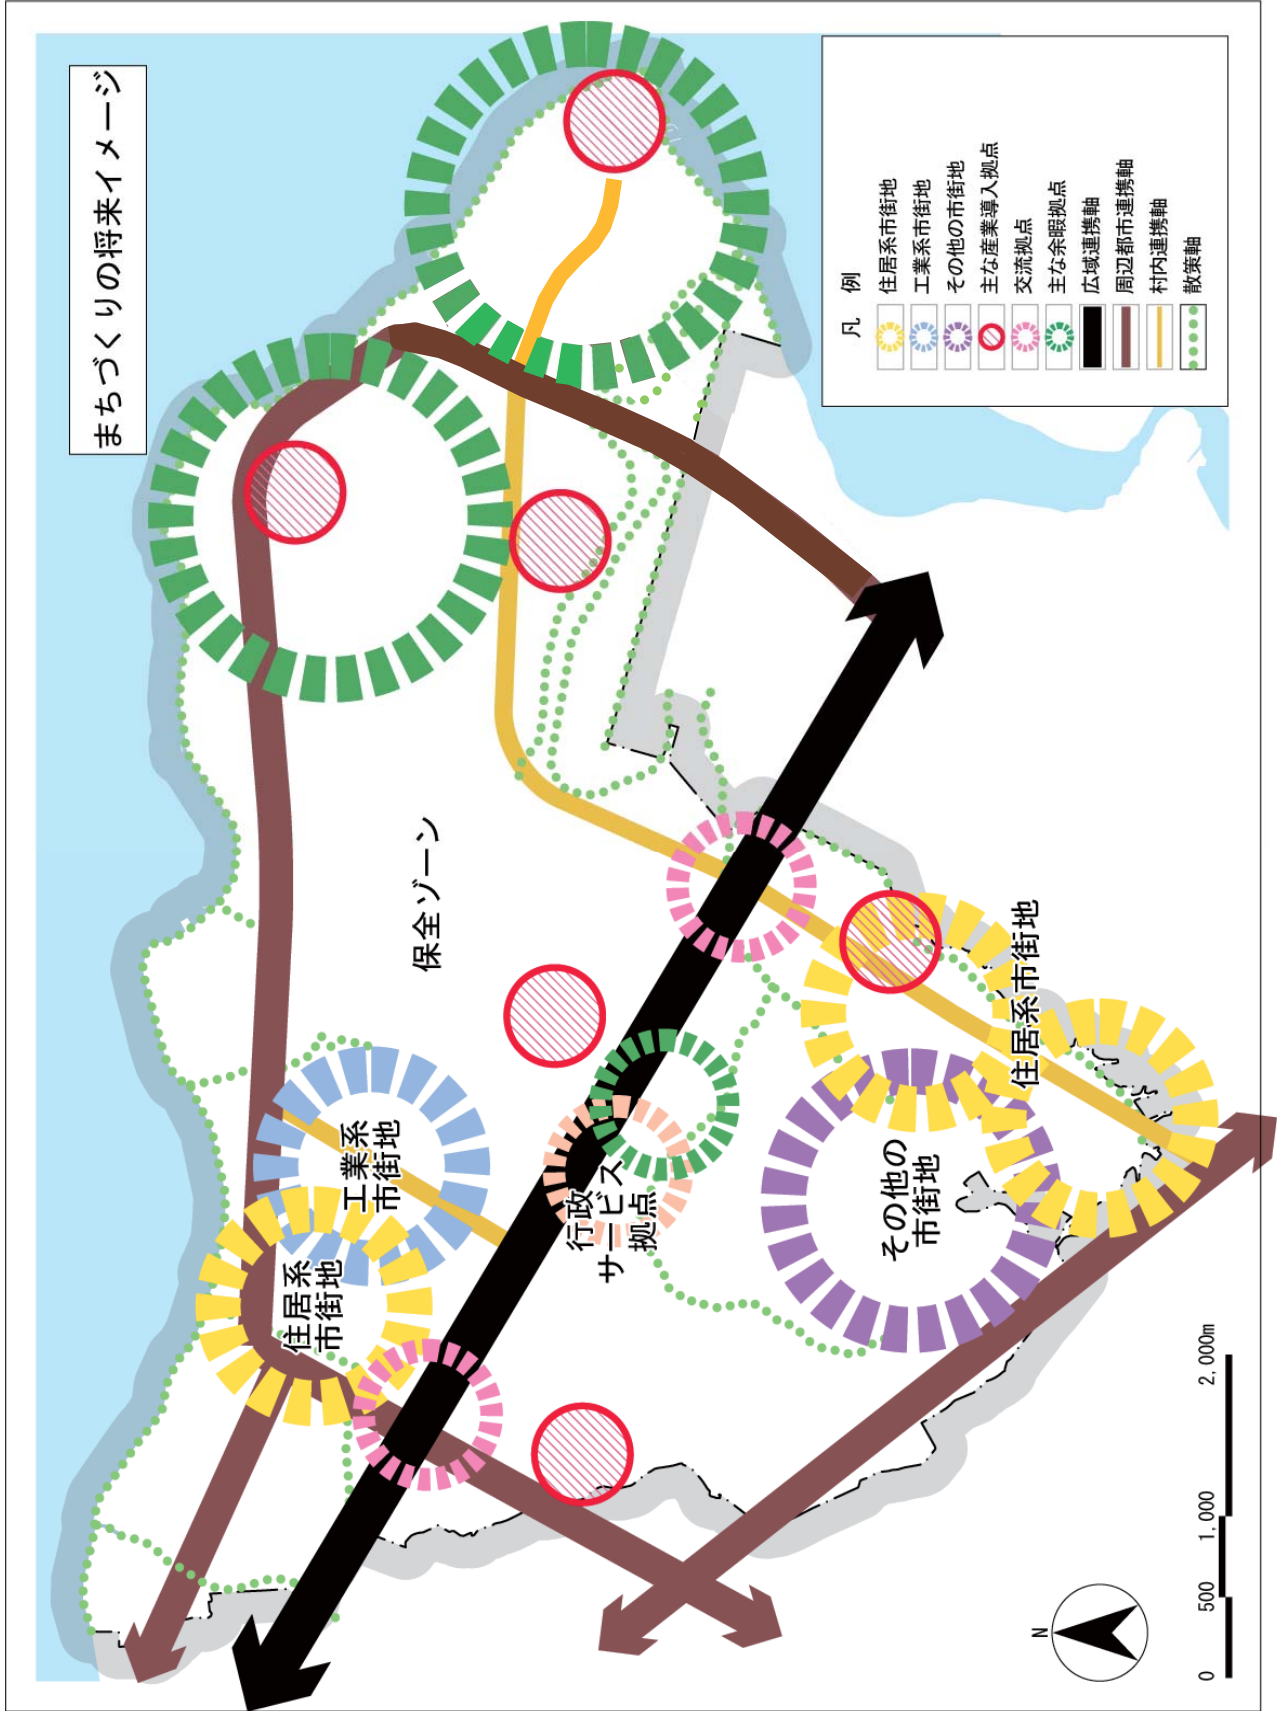 まちづくりの将来イメージ
凡 例
住居系市街地
工業系市街地
その他の市街地
主な産業導入拠点
交流拠点
主な余暇拠点
広域連携軸
周辺都市連携軸
村内連携軸
散策軸
保全ゾーン
工業系
市街地
住居系
市街地
行政
サービス
拠点
その他の
市街地
住居系市街地
N
0 500 1,000 2,000m